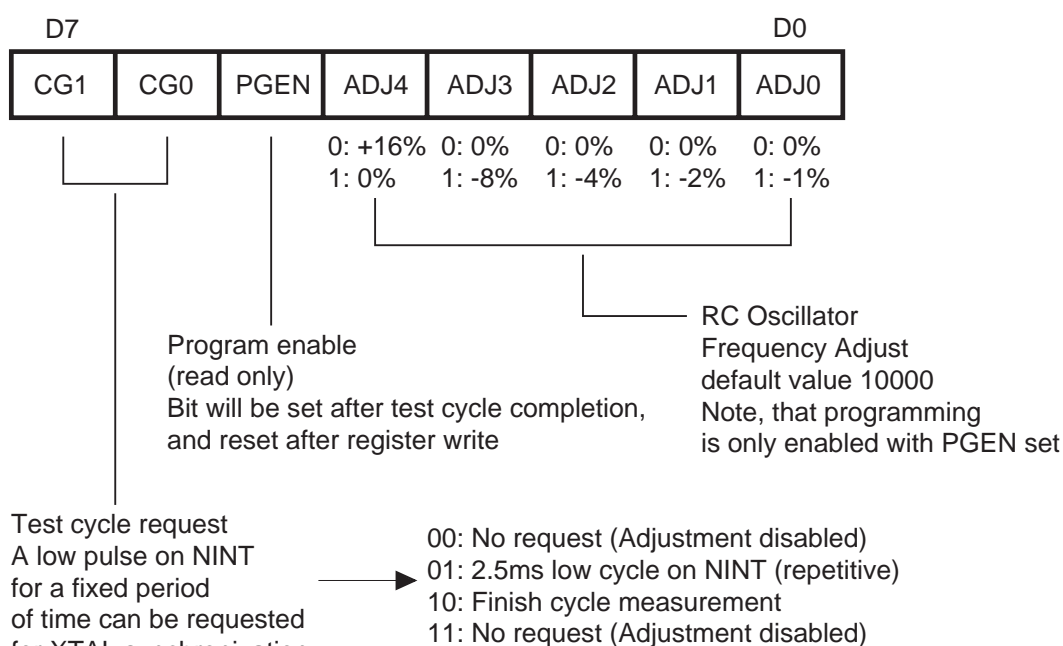 D7 D0
CG1 CG0 PGEN ADJ4 ADJ3 ADJ2 ADJ1 ADJ0
0: +16% 0: 0% 0: 0% 0: 0% 0: 0%
1: 0% 1: -8% 1: -4% 1: -2% 1: -1%
RC Oscillator
Frequency Adjust
default value 10000
Note, that programming
is only enabled with PGEN set
Program enable
(read only)
Bit will be set after test cycle completion,
and reset after register write
Test cycle request
A low pulse on NINT
for a fixed period
of time can be requested
for XTAL synchronization
00: No request (Adjustment disabled)
01: 2.5ms low cycle on NINT (repetitive)
10: Finish cycle measurement
11: No request (Adjustment disabled)